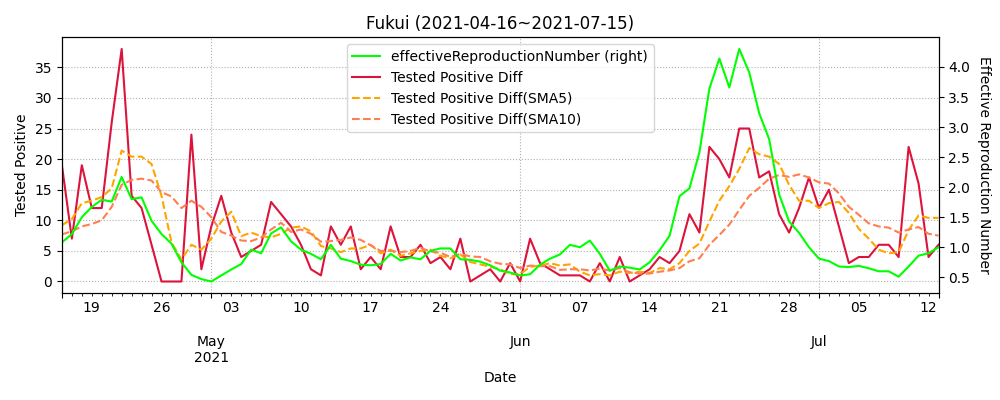 Fukui (2021-04-16~2021-07-15)
effectiveReproductionNumber (right)
Tested Positive Diff
Tested Positive Diff(SMA5)
Tested Positive Diff(SMA10)
Tested Positive
35
30
25
20
15
10
5
0
4.0
3.5
3.0
2.5
2.0
1.5
1.0
0.5
Effective Reproduction Number
19 26 03 10 17 24 31 07 14 21 28 05 12
May Jun Jul
2021
Date